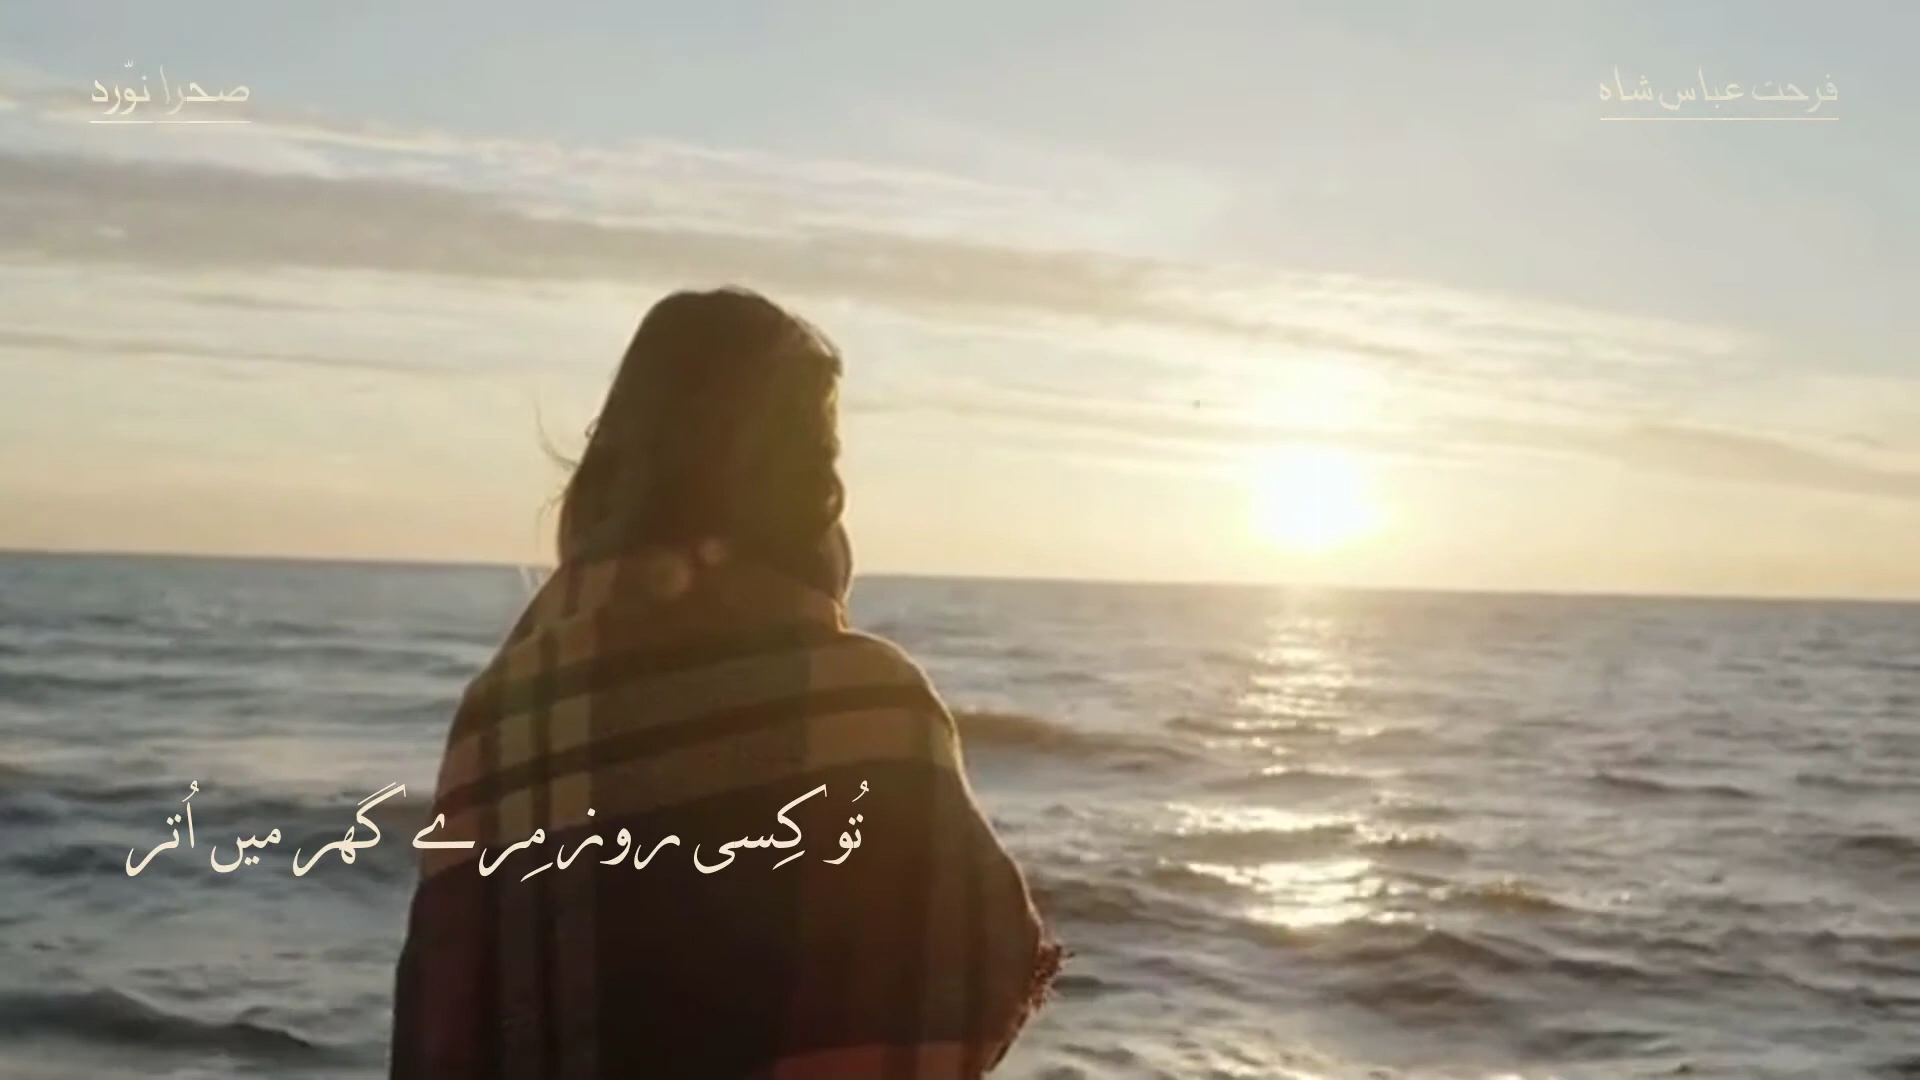 فرحت عباس شاہ
صحرا نوّرد
تُو کِسی روز مِرے گھر میں اُتر